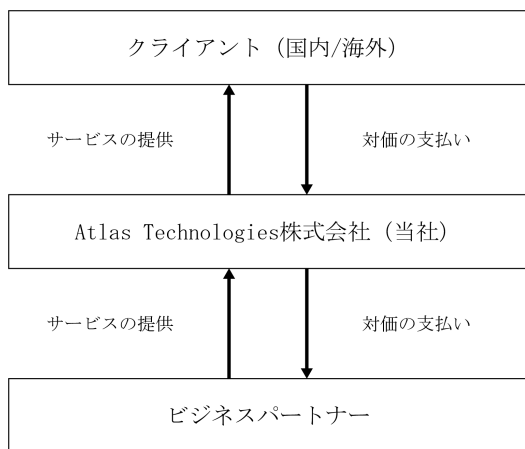 クライアント（国内/海外）
サービスの提供 対価の支払い
Atlas Technologies株式会社（当社）
サービスの提供 対価の支払い
ビジネスパートナー